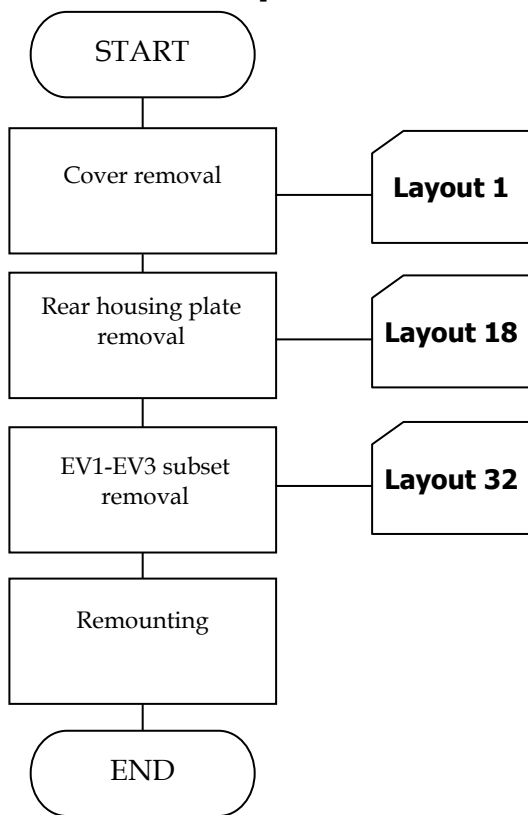 START
Cover removal
Layout 1
Rear housing plate
removal
Layout 18
EV1-EV3 subset
removal
Layout 32
Remounting
END